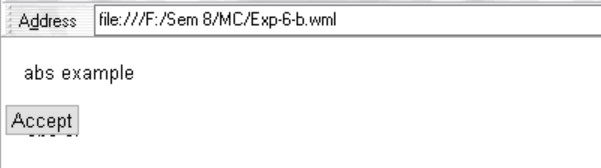 Address file:///F:/Sem 8/MC/Exp-6-b.wml
abs example
Accept